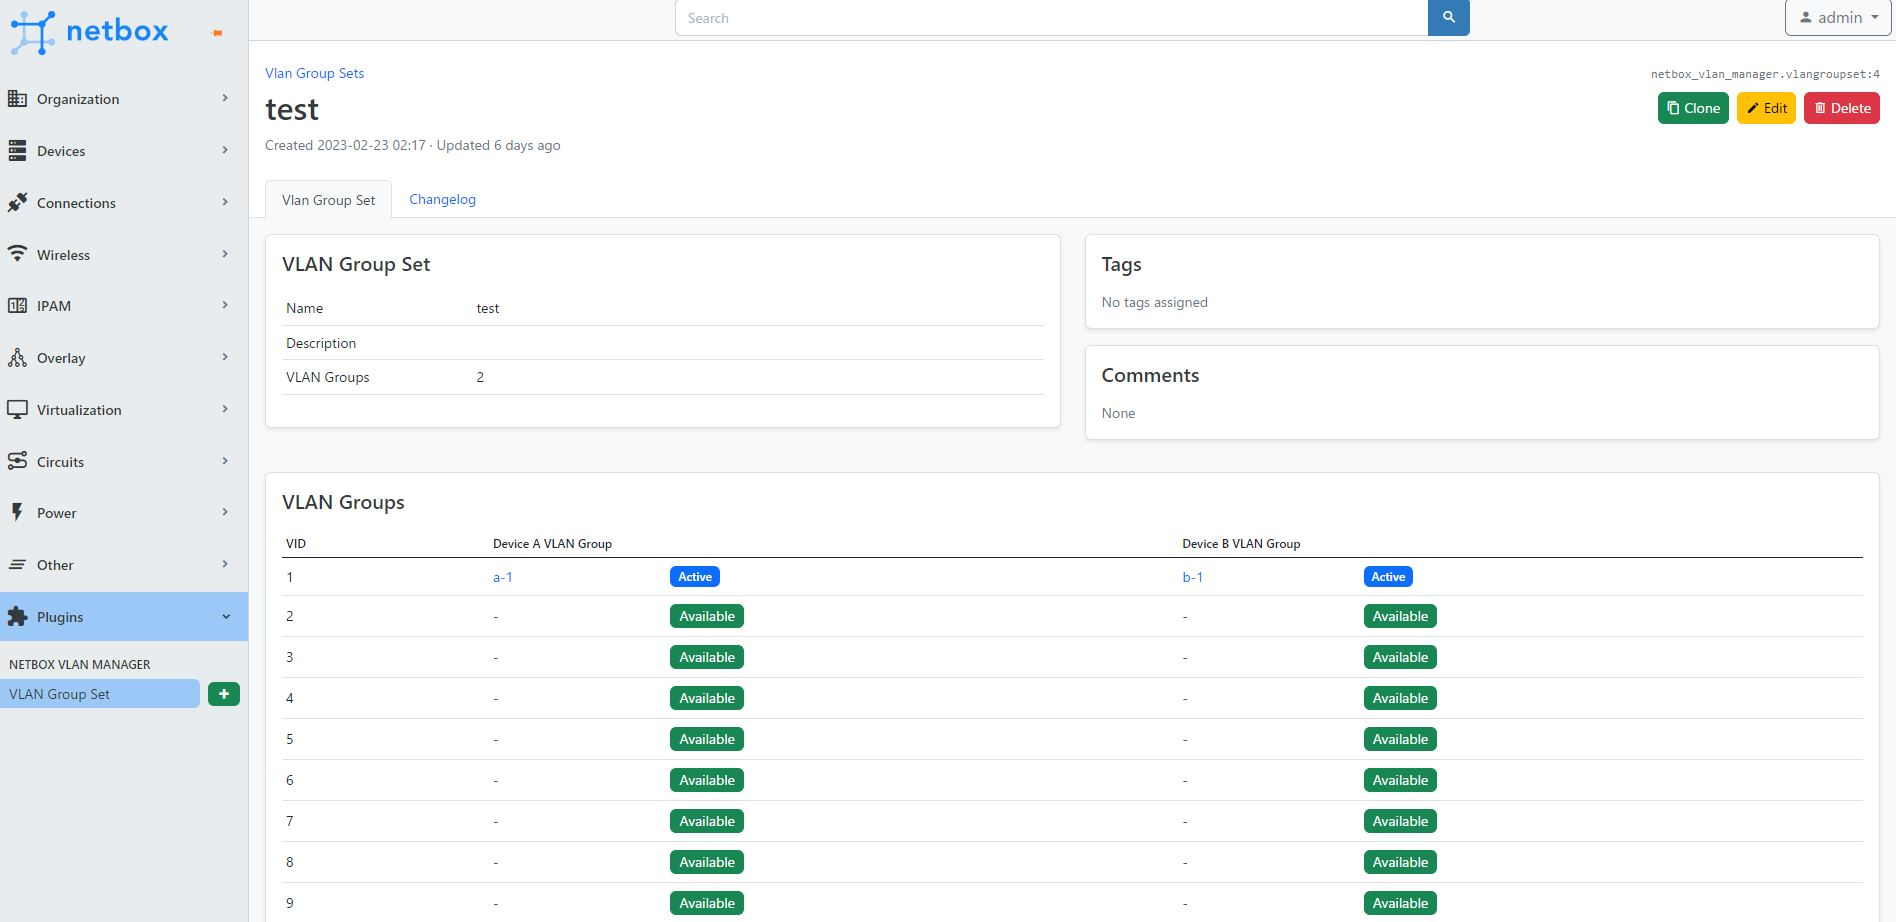 netbox
Search
admin
Organization
Devices
Connections
Wireless
IPAM
Overlay
Virtualization
Circuits
Power
Other
Plugins
NETBOX VLAN MANAGER
VLAN Group Set
Vlan Group Sets
netbox_vlan_manager.vlangroupset:4
test
Clone Edit Delete
Created 2023-02-23 02:17 · Updated 6 days ago
Vlan Group Set Changelog
VLAN Group Set
Name test
Description
VLAN Groups 2
Tags
No tags assigned
Comments
None
VLAN Groups
VID Device A VLAN Group Device B VLAN Group
1 a-1 Active b-1 Active
2 - Available - Available
3 - Available - Available
4 - Available - Available
5 - Available - Available
6 - Available - Available
7 - Available - Available
8 - Available - Available
9 - Available - Available